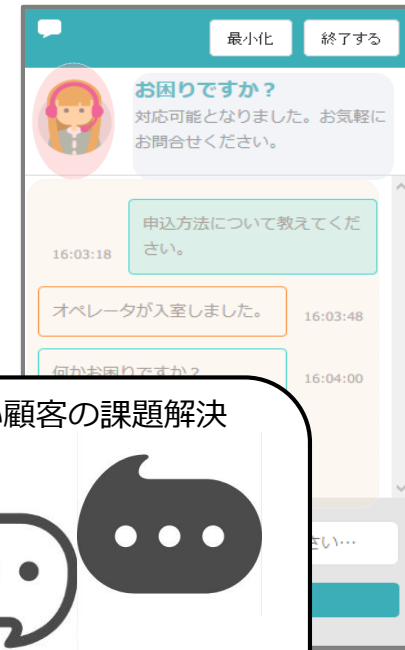 最小化
終了する
お困りですか？
対応可能となりました。お気軽に
お問合せください。
申込方法について教えてくだ
さい。
16:03:18
オペレータが入室しました。
16:03:48
何かお困りですか？
16:04:00
顧客の課題解決
さい…